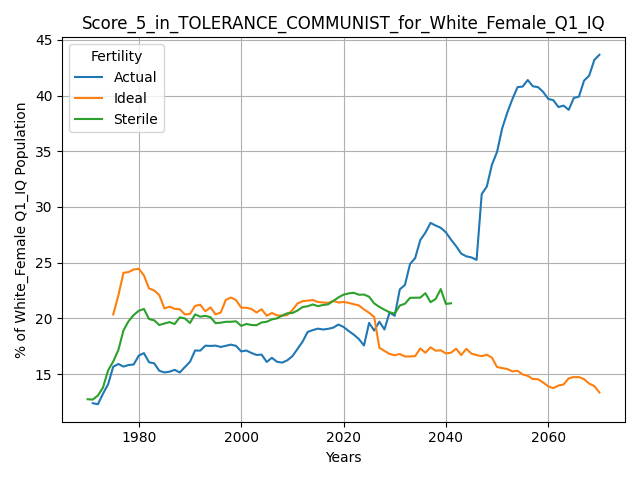 Score_5_in_TOLERANCE_COMMUNIST_for_White_Female_Q1_IQ
Fertility
Actual
Ideal
Sterile
% of White_Female Q1_IQ Population
45
40
35
30
25
20
15
1980
2000
2020
2040
2060
Years